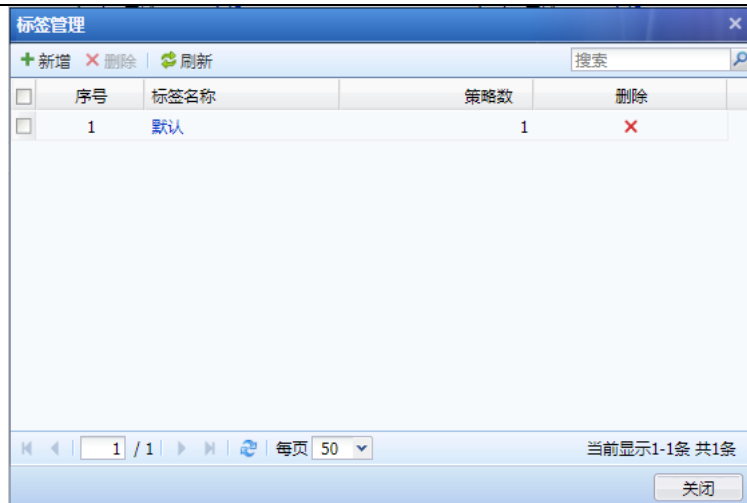 标签管理
新增 删除 刷新 搜索
序号 标签名称 策略数 删除
1 默认 1
1 / 1 每页 50 当前显示1-1条 共1条
关闭